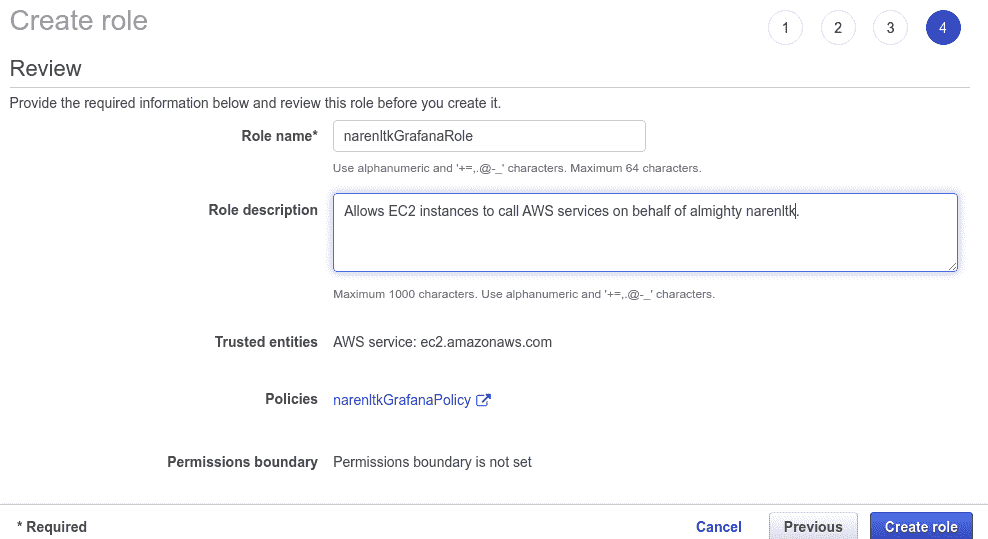 Create role
1 2 3 4
Review
Provide the required information below and review this role before you create it.
Role name* narenltkGrafanaRole
Use alphanumeric and '+=,.@-_' characters. Maximum 64 characters.
Role description Allows EC2 instances to call AWS services on behalf of almighty narenltk.
Maximum 1000 characters. Use alphanumeric and '+=,.@-_' characters.
Trusted entities AWS service: ec2.amazonaws.com
Policies narenltkGrafanaPolicy
Permissions boundary Permissions boundary is not set
* Required Cancel Previous Create role